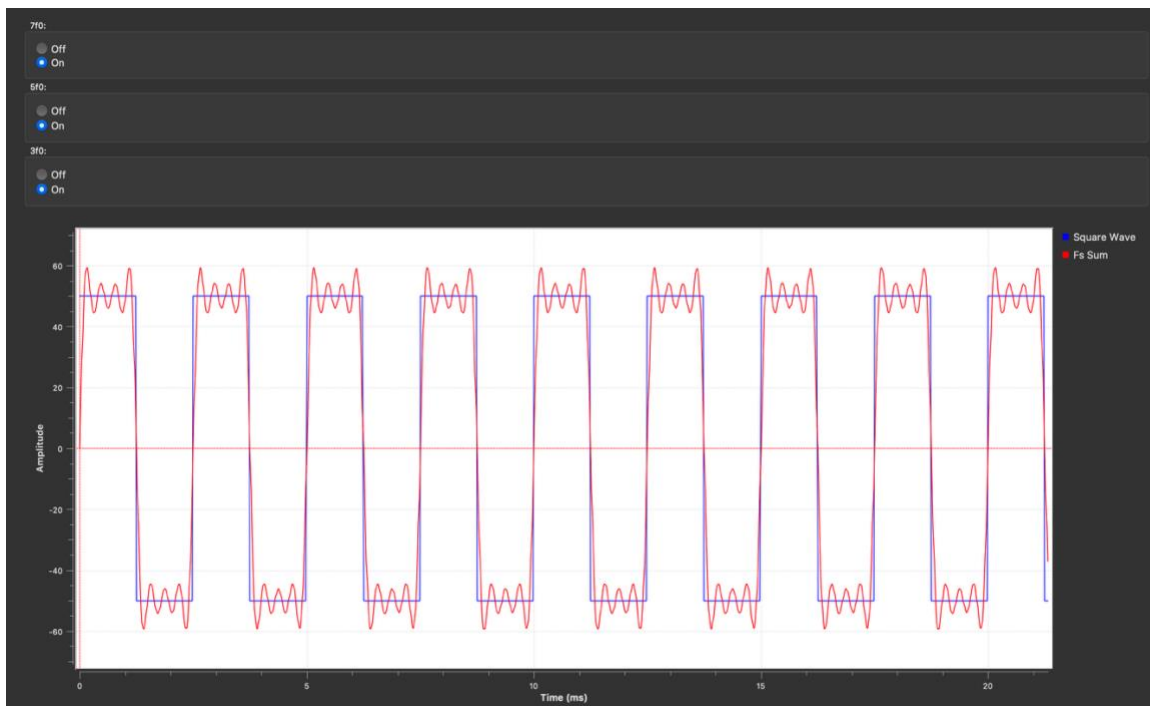 7f0:
Off
On
5f0:
Off
On
3f0:
Off
On
Square Wave
Fs Sum
60
40
20
0
-20
-40
-60
Amplitude
0 5 10 15 20
Time (ms)